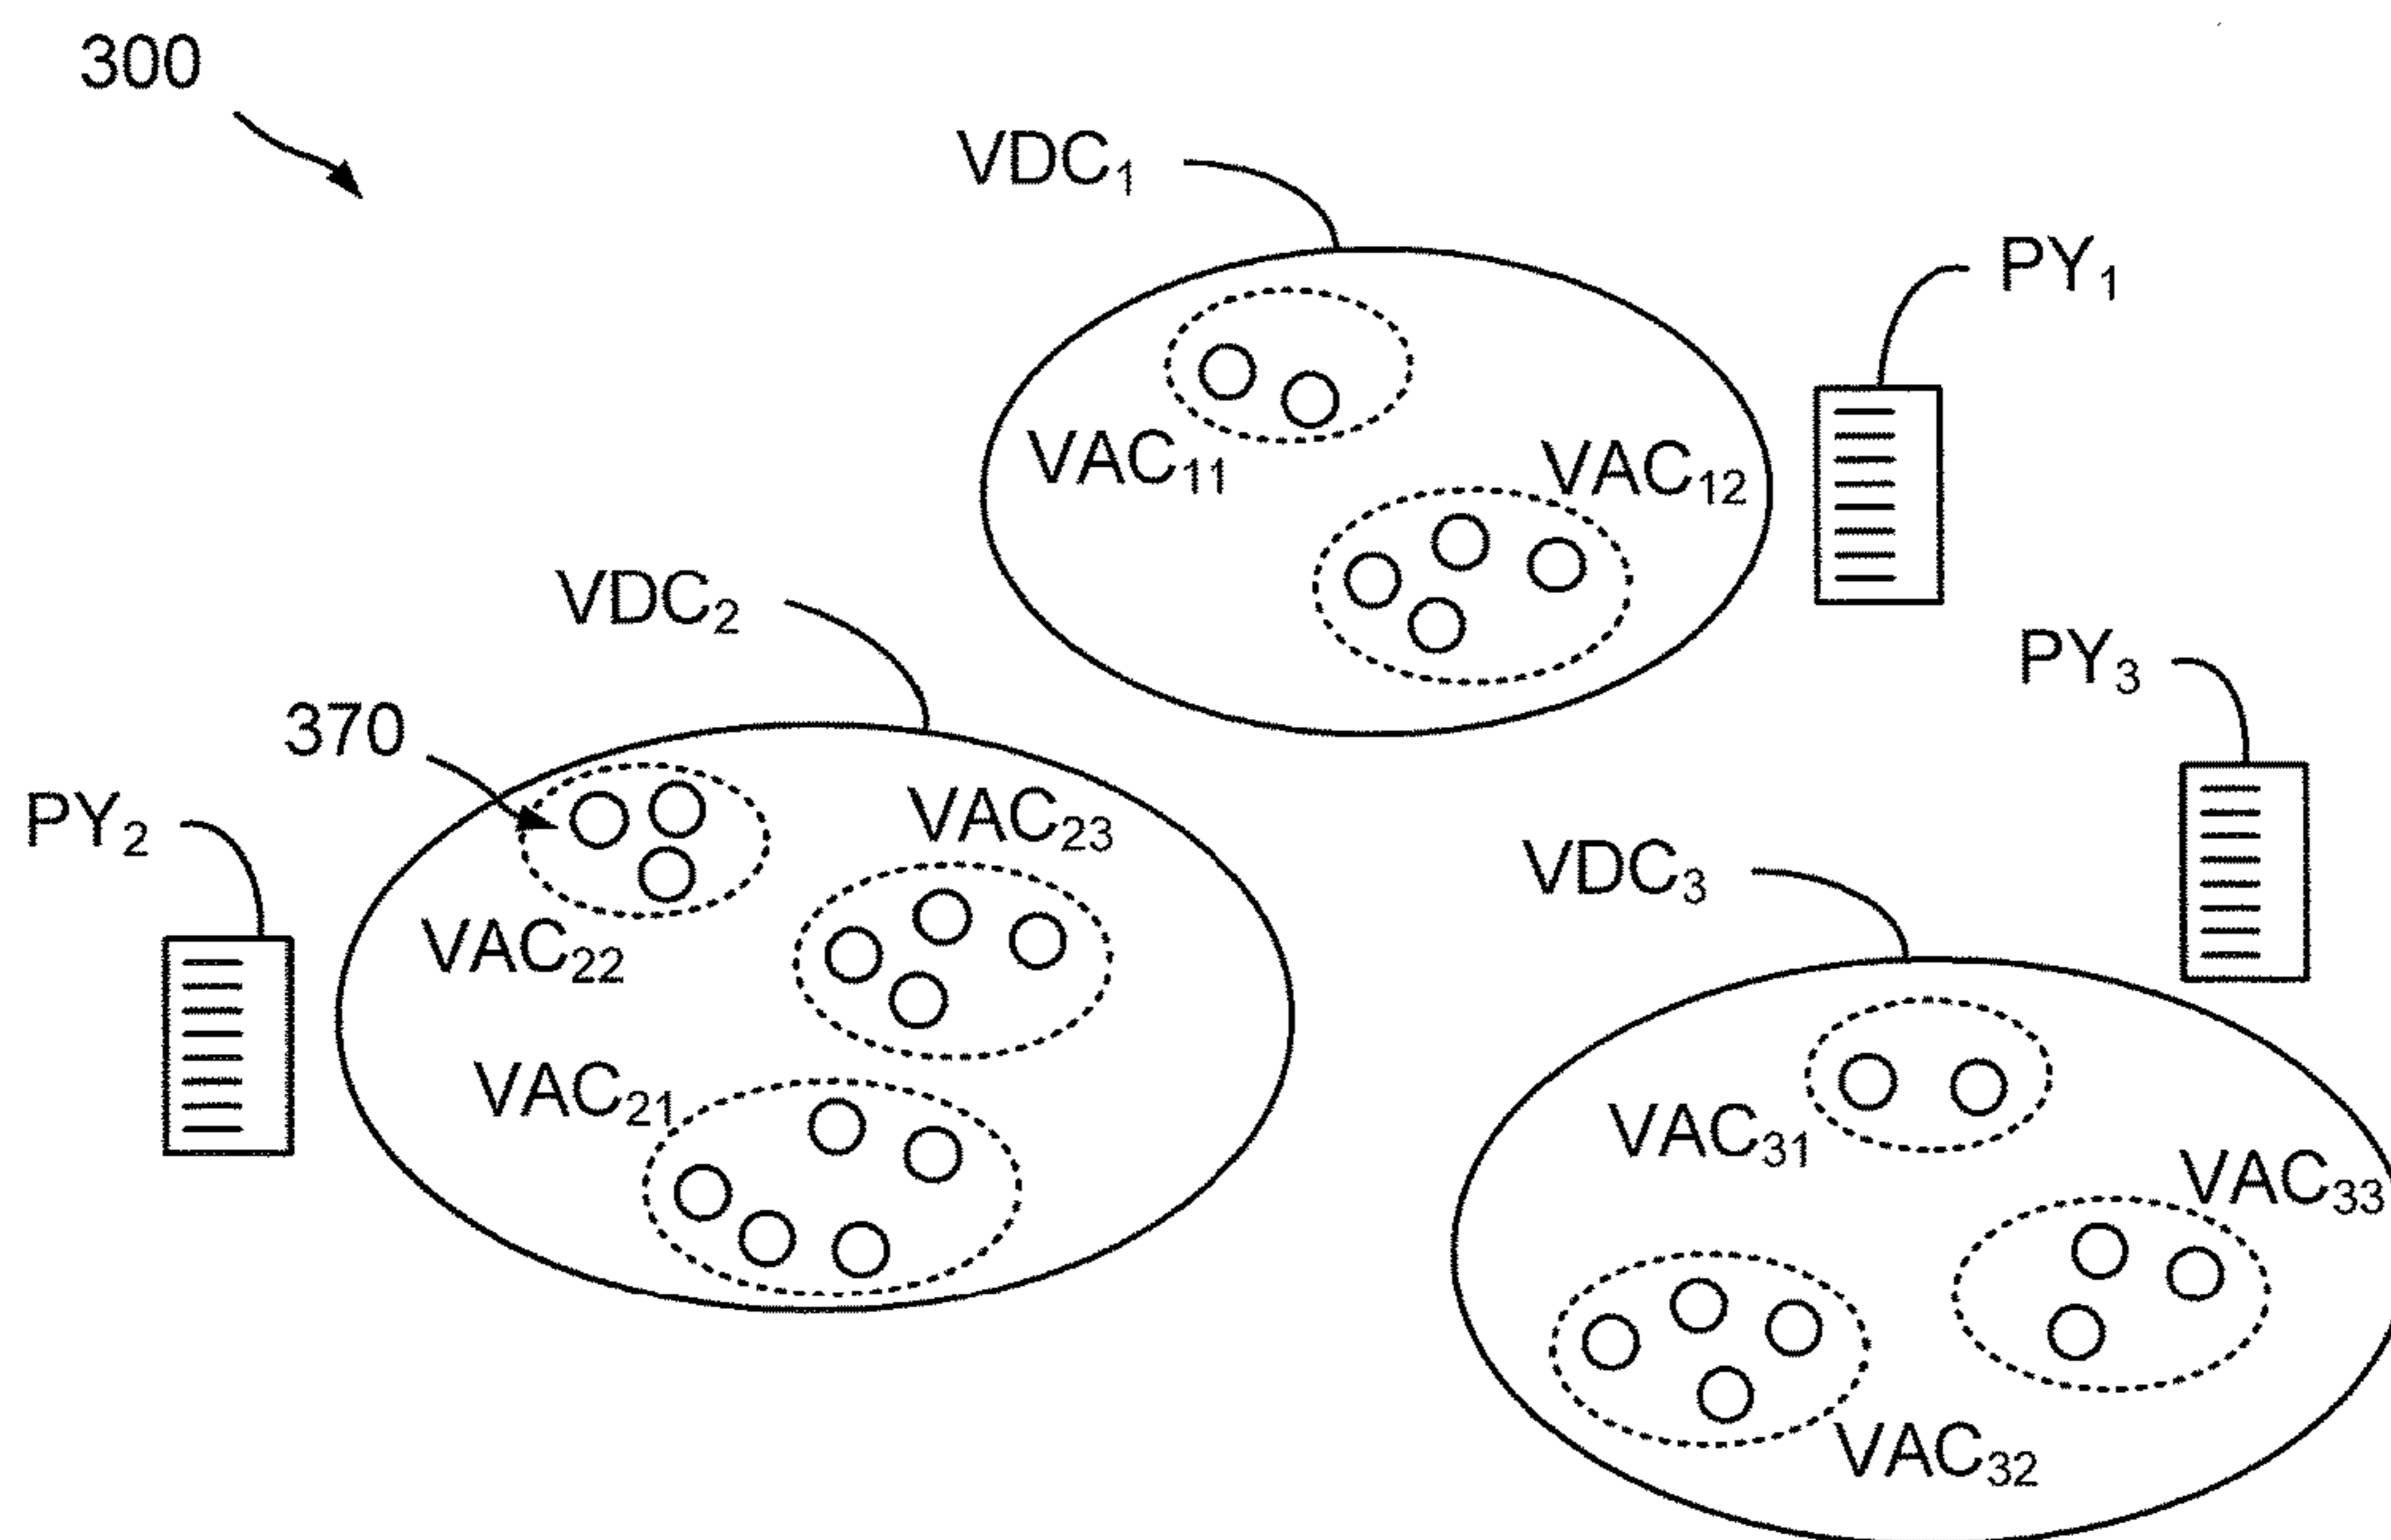 300
VDC₁
PY₁
VAC₁₁
VAC₁₂
VDC₂
PY₃
370
PY₂
VAC₂₃
VDC₃
VAC₂₂
VAC₂₁
VAC₃₁
VAC₃₃
VAC₃₂